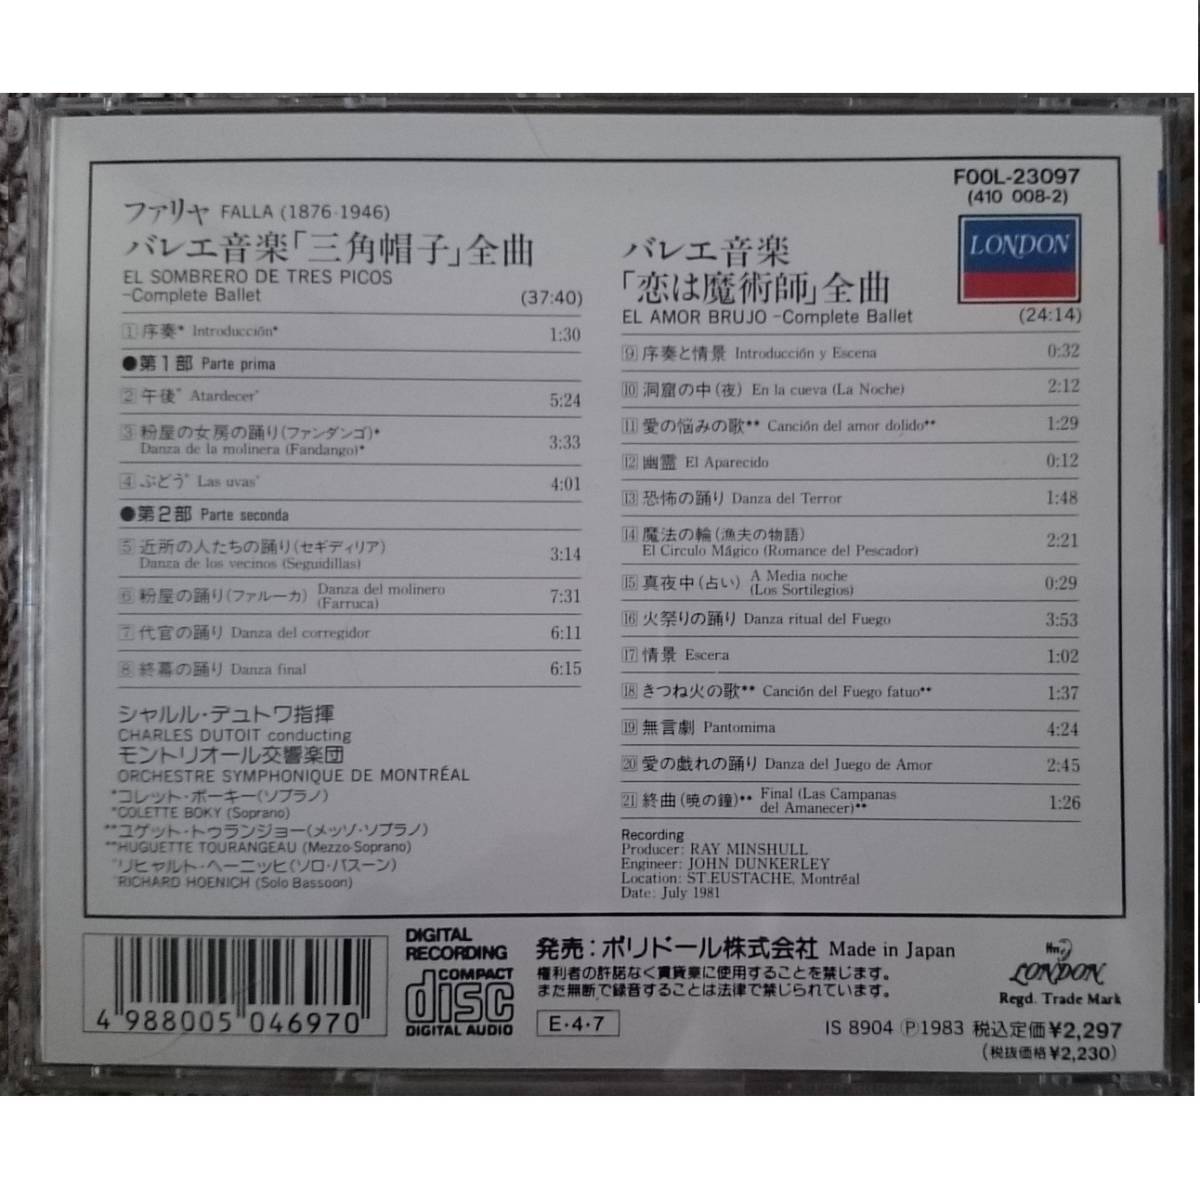 ファリャ FALLA (1876-1946)
バレエ音楽「三角帽子」全曲
EL SOMBRERO DE TRES PICOS
-Complete Ballet (37:40)
1 序奏* Introducción* 1:30
●第1部 Parte prima
2 午後° Atardecer° 5:24
3 粉屋の女房の踊り(ファンダンゴ)*
Danza de la molinera (Fandango)* 3:33
4 ぶどう° Las uvas° 4:01
●第2部 Parte seconda
5 近所の人たちの踊り(セギディリア)
Danza de los vecinos (Seguidillas) 3:14
6 粉屋の踊り(ファルーカ) Danza del molinero
(Farruca) 7:31
7 代官の踊り Danza del corregidor 6:11
8 終幕の踊り Danza final 6:15
シャルル・デュトワ指揮
CHARLES DUTOIT conducting
モントリオール交響楽団
ORCHESTRE SYMPHONIQUE DE MONTRÉAL
*コレット・ボーキー(ソプラノ)
*COLETTE BOKY (Soprano)
**ユゲット・トゥランジョー(メッゾ・ソプラノ)
**HUGUETTE TOURANGEAU (Mezzo-Soprano)
°リヒャルト・ヘーニッヒ(ソロ・バスーン)
°RICHARD HOENICH (Solo Bassoon)
F00L-23097
(410 008-2)
LONDON
バレエ音楽
「恋は魔術師」全曲
EL AMOR BRUJO -Complete Ballet (24:14)
9 序奏と情景 Introducción y Escena 0:32
10 洞窟の中(夜) En la cueva (La Noche) 2:12
11 愛の悩みの歌** Canción del amor dolido** 1:29
12 幽霊 El Aparecido 0:12
13 恐怖の踊り Danza del Terror 1:48
14 魔法の輪(漁夫の物語)
El Circulo Mágico (Romance del Pescador) 2:21
15 真夜中(占い) A Media noche
(Los Sortilegios) 0:29
16 火祭りの踊り Danza ritual del Fuego 3:53
17 情景 Escena 1:02
18 きつね火の歌** Canción del Fuego fatuo** 1:37
19 無言劇 Pantomima 4:24
20 愛の戯れの踊り Danza del Juego de Amor 2:45
21 終曲(暁の鐘)** Final (Las Campanas
del Amanecer)** 1:26
Recording
Producer: RAY MINSHULL
Engineer: JOHN DUNKERLEY
Location: ST.EUSTACHE, Montréal
Date: July 1981
4 988005 046970
DIGITAL
RECORDING
COMPACT
disc
DIGITAL AUDIO
発売：ポリドール株式会社 Made in Japan
権利者の許諾なく賃貸業に使用することを禁じます。
また無断で録音することは法律で禁じられています。
E・4・7
LONDON
Regd. Trade Mark
IS 8904 Ⓟ1983 税込定価¥2,297
(税抜価格¥2,230)